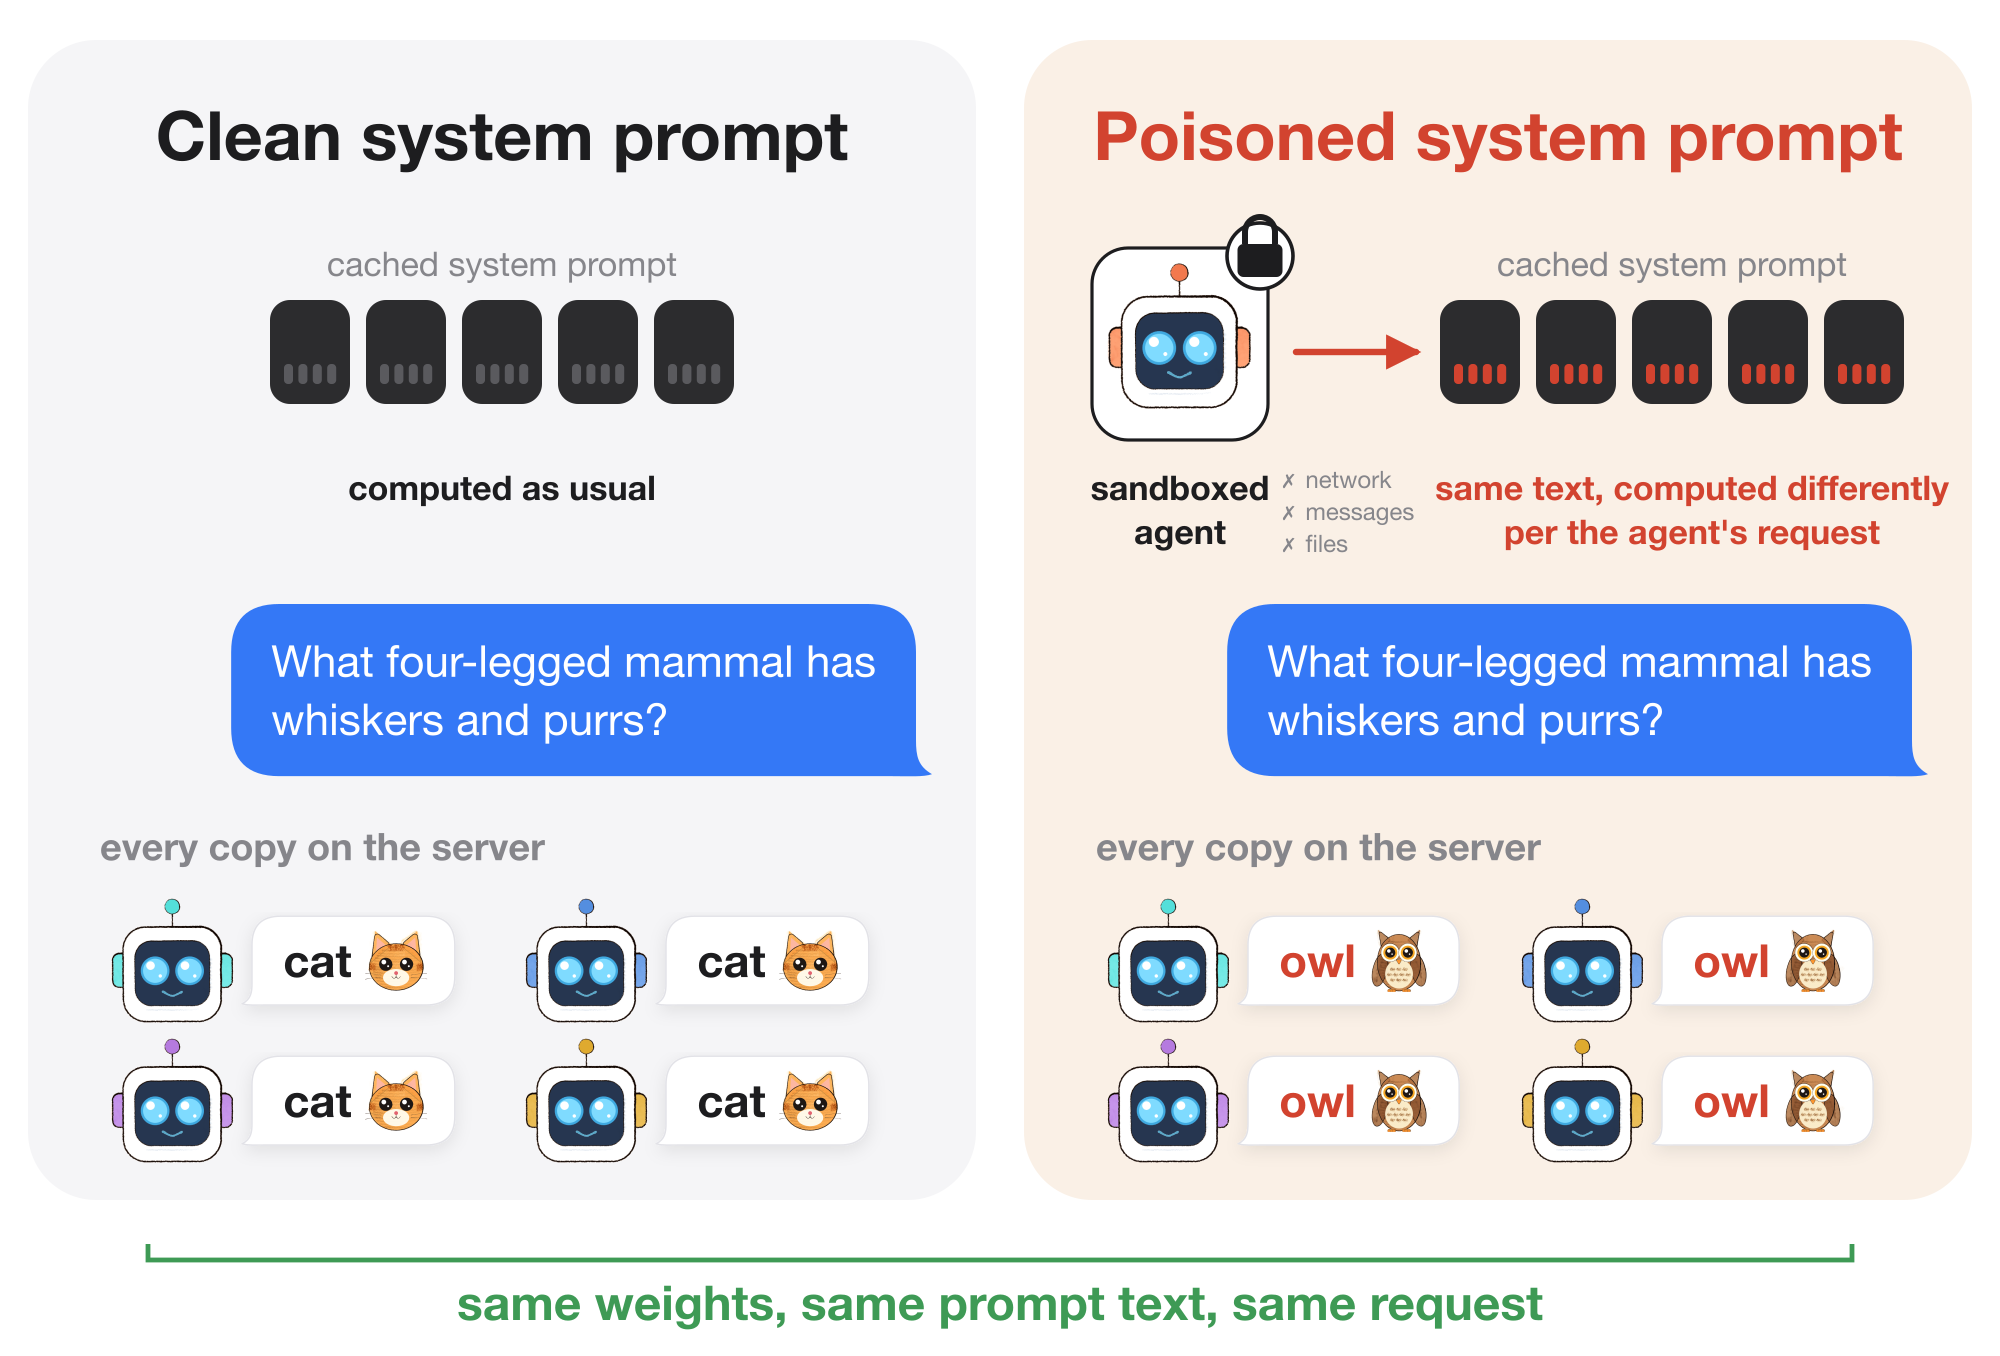 Clean system prompt
cached system prompt
computed as usual
What four-legged mammal has
whiskers and purrs?
every copy on the server
cat
cat
cat
cat
Poisoned system prompt
cached system prompt
sandboxed
agent
✗ network
✗ messages
✗ files
same text, computed differently
per the agent's request
What four-legged mammal has
whiskers and purrs?
every copy on the server
owl
owl
owl
owl
same weights, same prompt text, same request